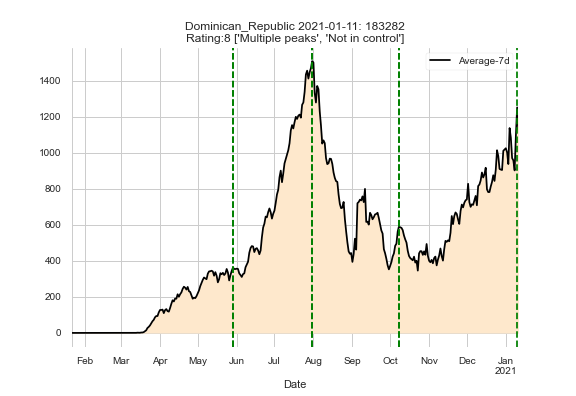 Dominican_Republic 2021-01-11: 183282
Rating:8 ['Multiple peaks', 'Not in control']
Average-7d
1400
1200
1000
800
600
400
200
0
Feb Mar Apr May Jun Jul Aug Sep Oct Nov Dec Jan
2021
Date